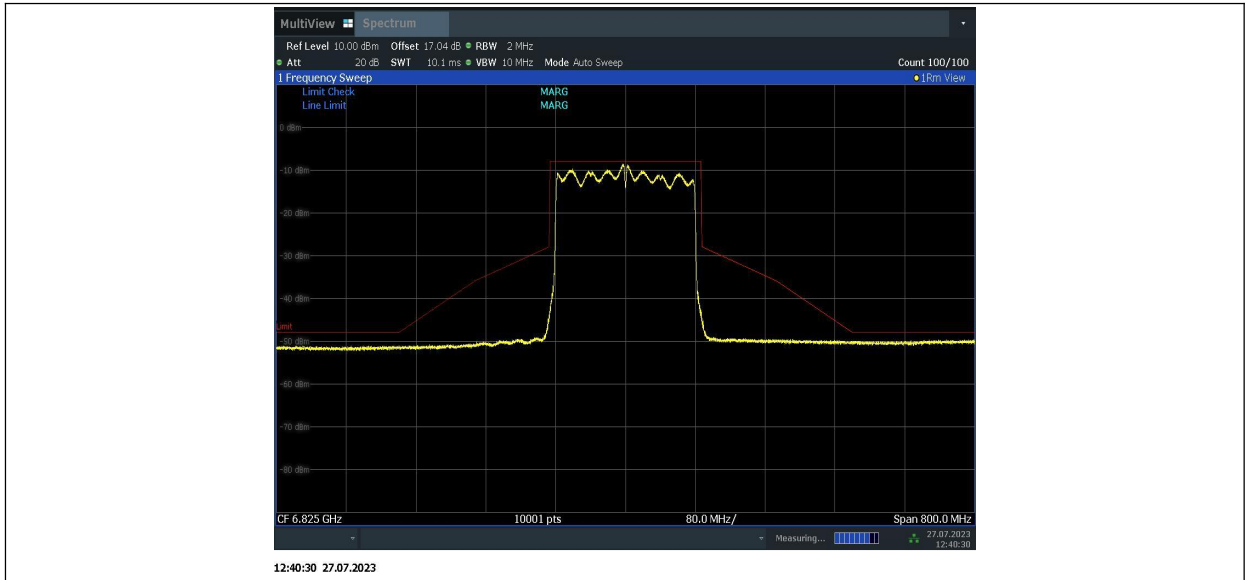 MultiView Spectrum
Ref Level 10.00 dBm Offset 17.04 dB RBW 2 MHz
Att 20 dB SWT 10.1 ms VBW 10 MHz Mode Auto Sweep Count 100/100
1 Frequency Sweep 1Rm View
Limit Check MARG
Line Limit MARG
0 dBm
-10 dBm
-20 dBm
-30 dBm
-40 dBm
Limit
-50 dBm
-60 dBm
-70 dBm
-80 dBm
CF 6.825 GHz 10001 pts 80.0 MHz/ Span 800.0 MHz
Measuring... 27.07.2023
12:40:30
12:40:30 27.07.2023